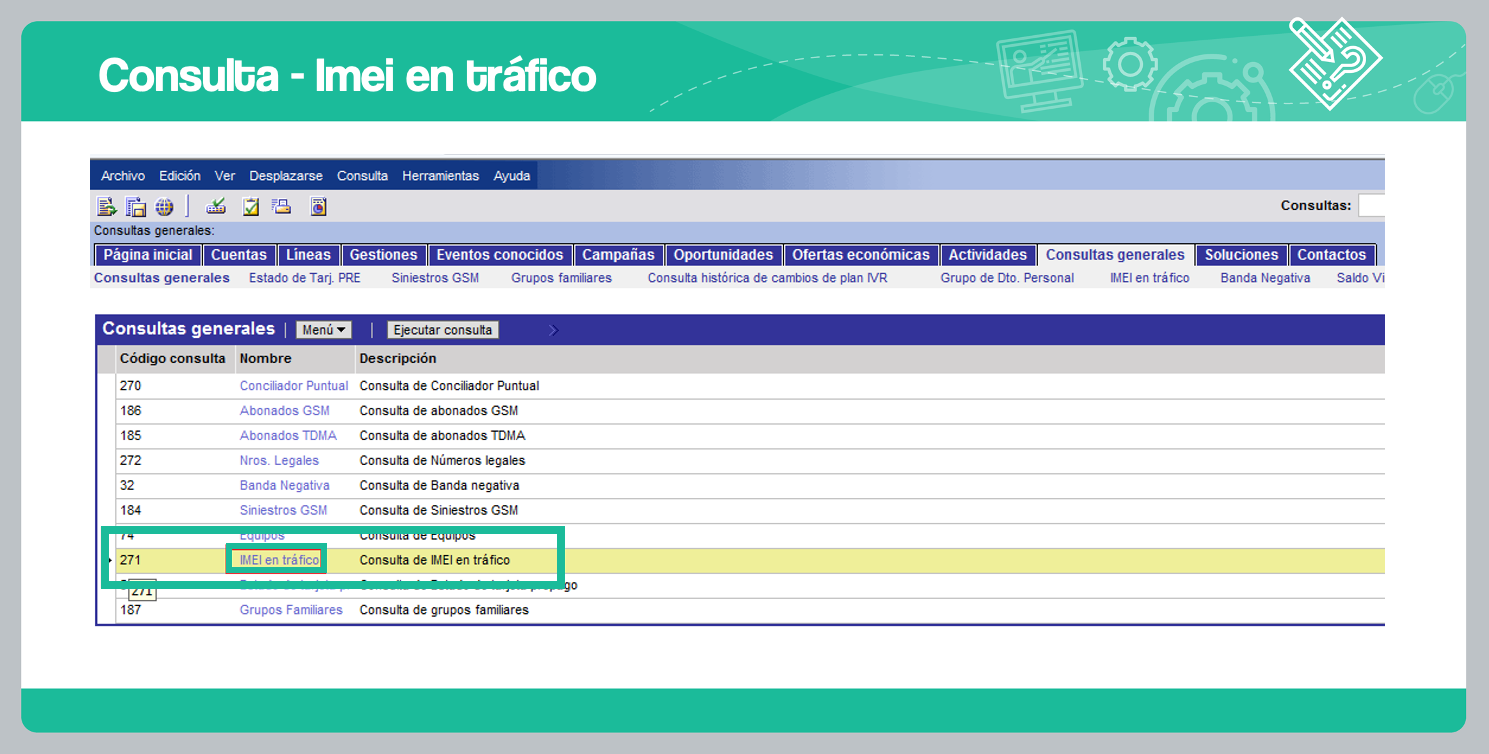 Consulta - Imei en tráfico
Archivo Edición Ver Desplazarse Consulta Herramientas Ayuda
Consultas:
Consultas generales:
Página inicial Cuentas Líneas Gestiones Eventos conocidos Campañas Oportunidades Ofertas económicas Actividades Consultas generales Soluciones Contactos
Consultas generales Estado de Tarj. PRE Siniestros GSM Grupos familiares Consulta histórica de cambios de plan IVR Grupo de Dto. Personal IMEI en tráfico Banda Negativa Saldo Vi
Consultas generales | Menú | Ejecutar consulta
Código consulta Nombre Descripción
270 Conciliador Puntual Consulta de Conciliador Puntual
186 Abonados GSM Consulta de abonados GSM
185 Abonados TDMA Consulta de abonados TDMA
272 Nros. Legales Consulta de Números legales
32 Banda Negativa Consulta de Banda negativa
184 Siniestros GSM Consulta de Siniestros GSM
74 Equipos Consulta de Equipos
271 IMEI en tráfico Consulta de IMEI en tráfico
271
187 Grupos Familiares Consulta de grupos familiares